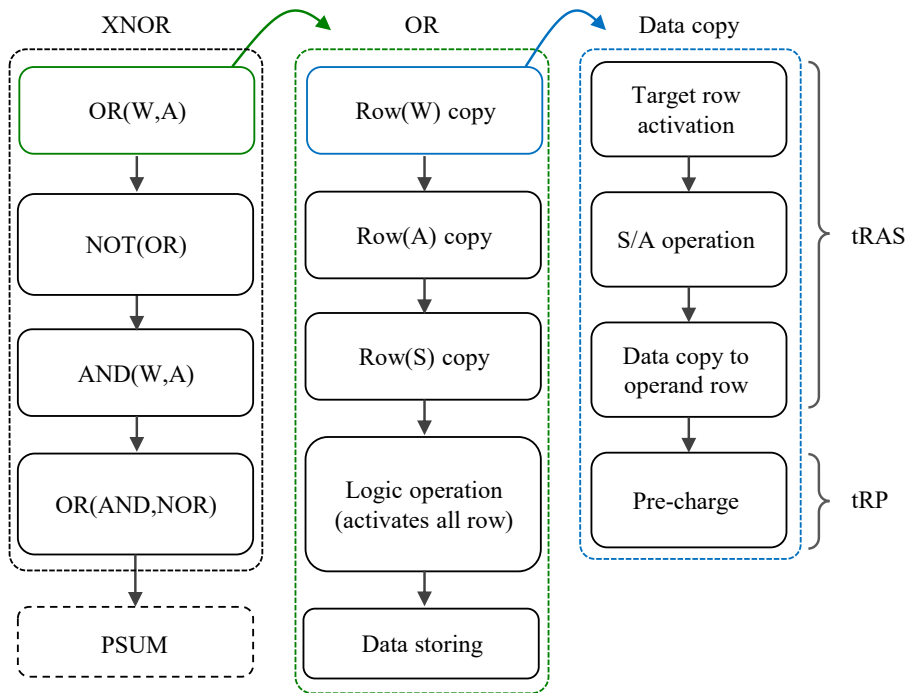 XNOR
OR(W,A)
NOT(OR)
AND(W,A)
OR(AND,NOR)
PSUM
OR
Row(W) copy
Row(A) copy
Row(S) copy
Logic operation
(activates all row)
Data storing
Data copy
Target row
activation
S/A operation
Data copy to
operand row
Pre-charge
tRAS
tRP